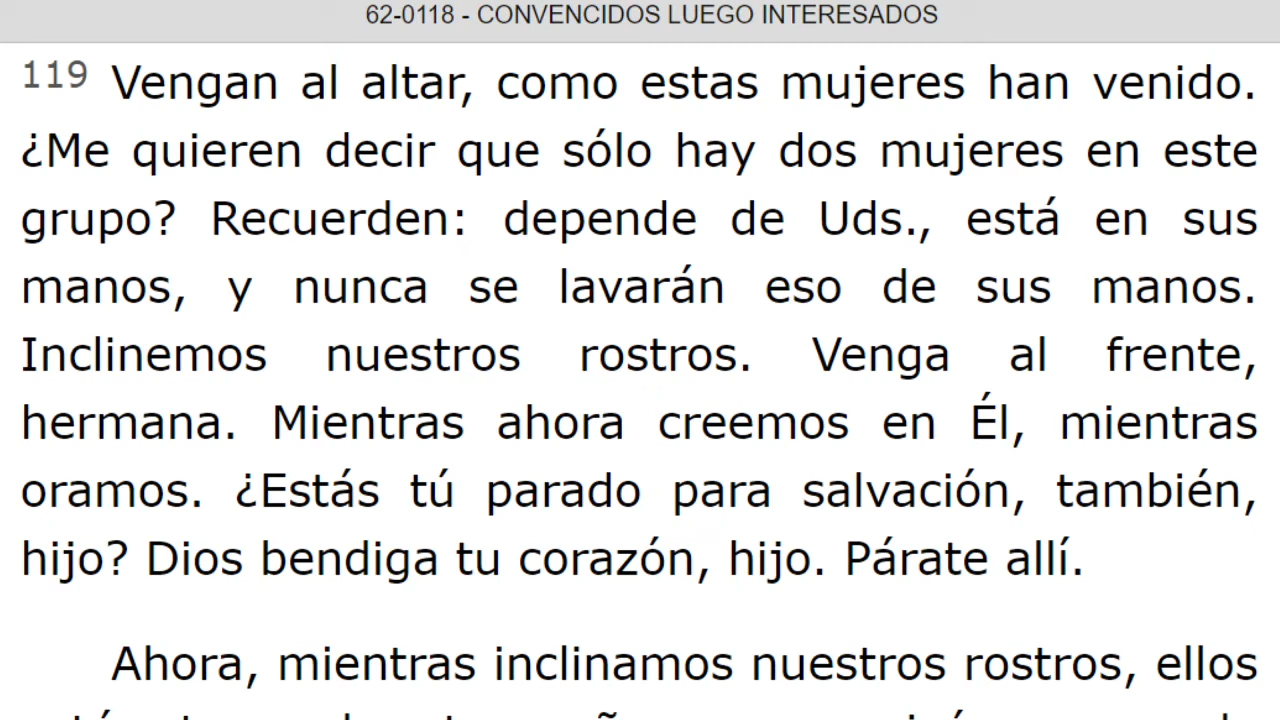 62-0118 - CONVENCIDOS LUEGO INTERESADOS
119 Vengan al altar, como estas mujeres han venido.
¿Me quieren decir que sólo hay dos mujeres en este
grupo? Recuerden: depende de Uds., está en sus
manos, y nunca se lavarán eso de sus manos.
Inclinemos nuestros rostros. Venga al frente,
hermana. Mientras ahora creemos en Él, mientras
oramos. ¿Estás tú parado para salvación, también,
hijo? Dios bendiga tu corazón, hijo. Párate allí.
Ahora, mientras inclinamos nuestros rostros, ellos